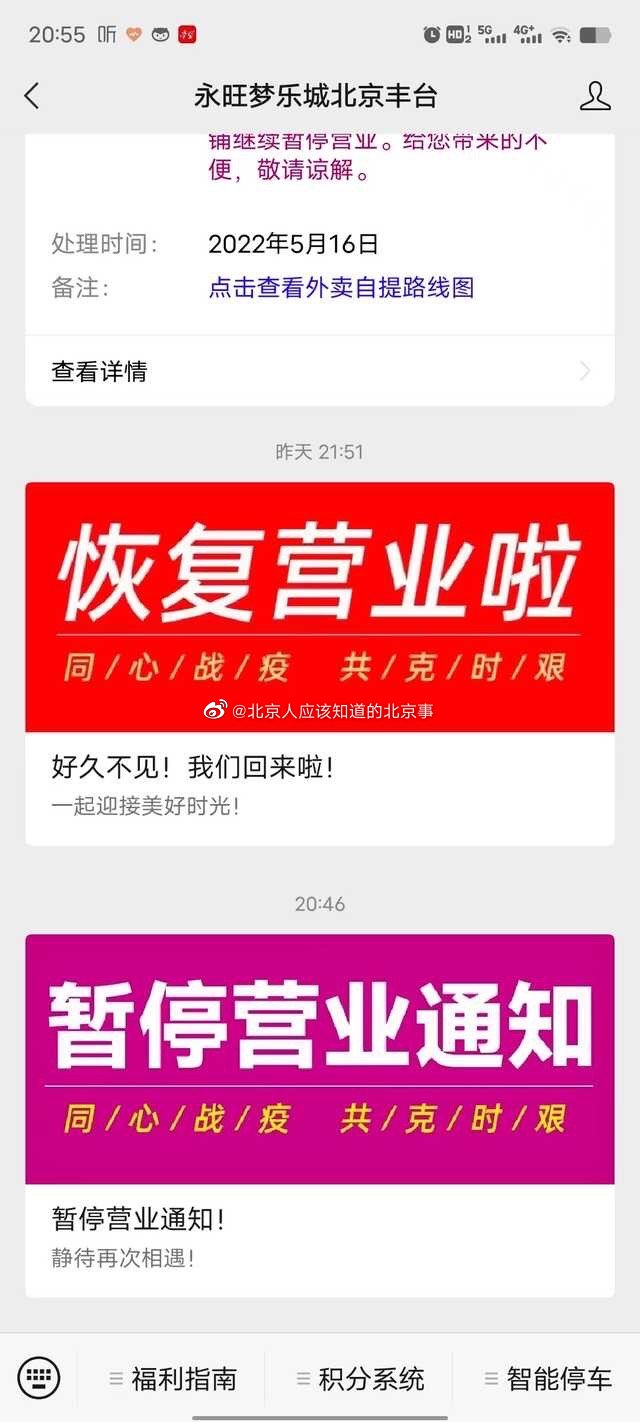 20:55 听
HD 1 2 5G 4G+
永旺梦乐城北京丰台
铺继续暂停营业。给您带来的不
便，敬请谅解。
处理时间： 2022年5月16日
备注： 点击查看外卖自提路线图
查看详情
昨天 21:51
恢复营业啦
同/心/战/疫 共/克/时/艰
@北京人应该知道的北京事
好久不见！我们回来啦！
一起迎接美好时光！
20:46
暂停营业通知
同/心/战/疫 共/克/时/艰
暂停营业通知！
静待再次相遇！
福利指南 积分系统 智能停车